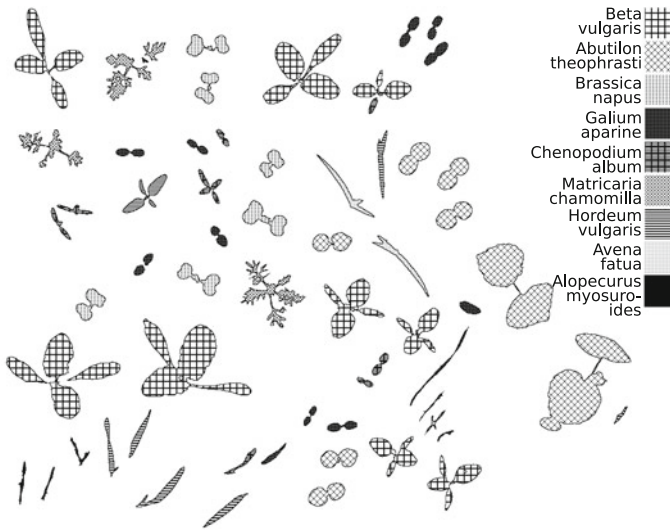 Beta
vulgaris
Abutilon
theophrasti
Brassica
napus
Galium
aparine
Chenopodium
album
Matricaria
chamomilla
Hordeum
vulgaris
Avena
fatua
Alopecurus
myosuro-
ides